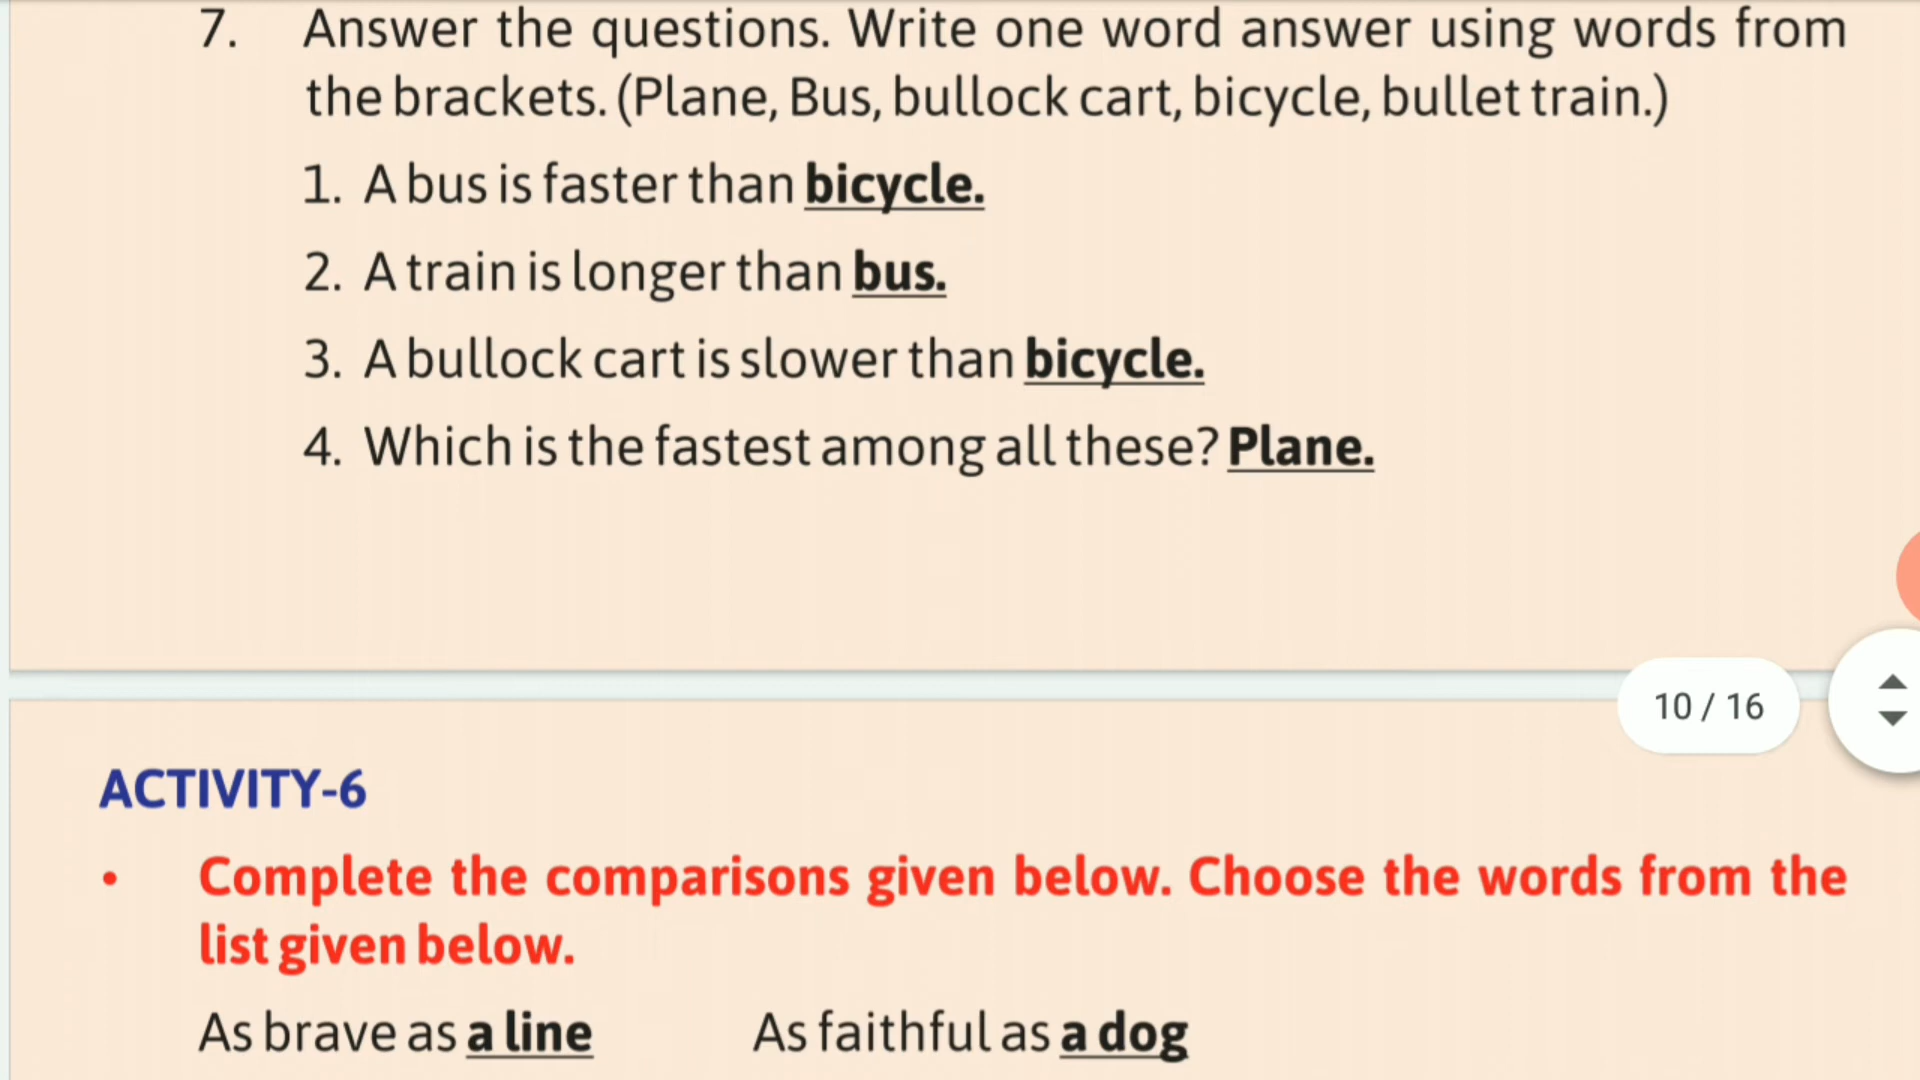 7. Answer the questions. Write one word answer using words from
the brackets. (Plane, Bus, bullock cart, bicycle, bullet train.)
1. A bus is faster than bicycle.
2. A train is longer than bus.
3. A bullock cart is slower than bicycle.
4. Which is the fastest among all these? Plane.
10 / 16
ACTIVITY-6
• Complete the comparisons given below. Choose the words from the
list given below.
As brave as a line As faithful as a dog